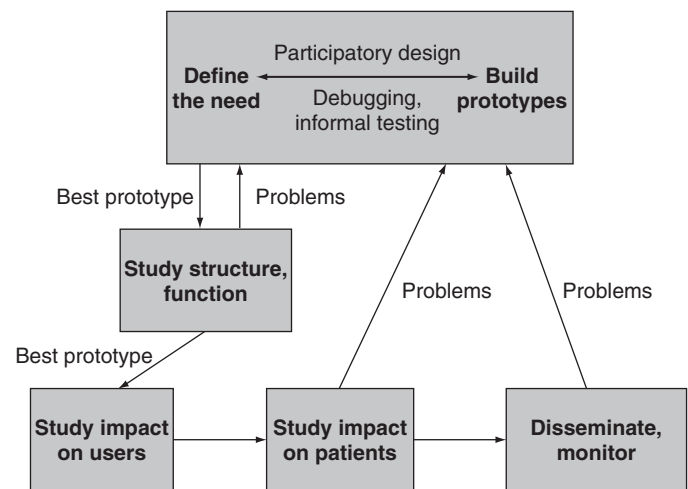 Participatory design
Define
the need
Build
prototypes
Debugging,
informal testing
Best prototype
Problems
Study structure,
function
Problems
Problems
Best prototype
Study impact
on users
Study impact
on patients
Disseminate,
monitor